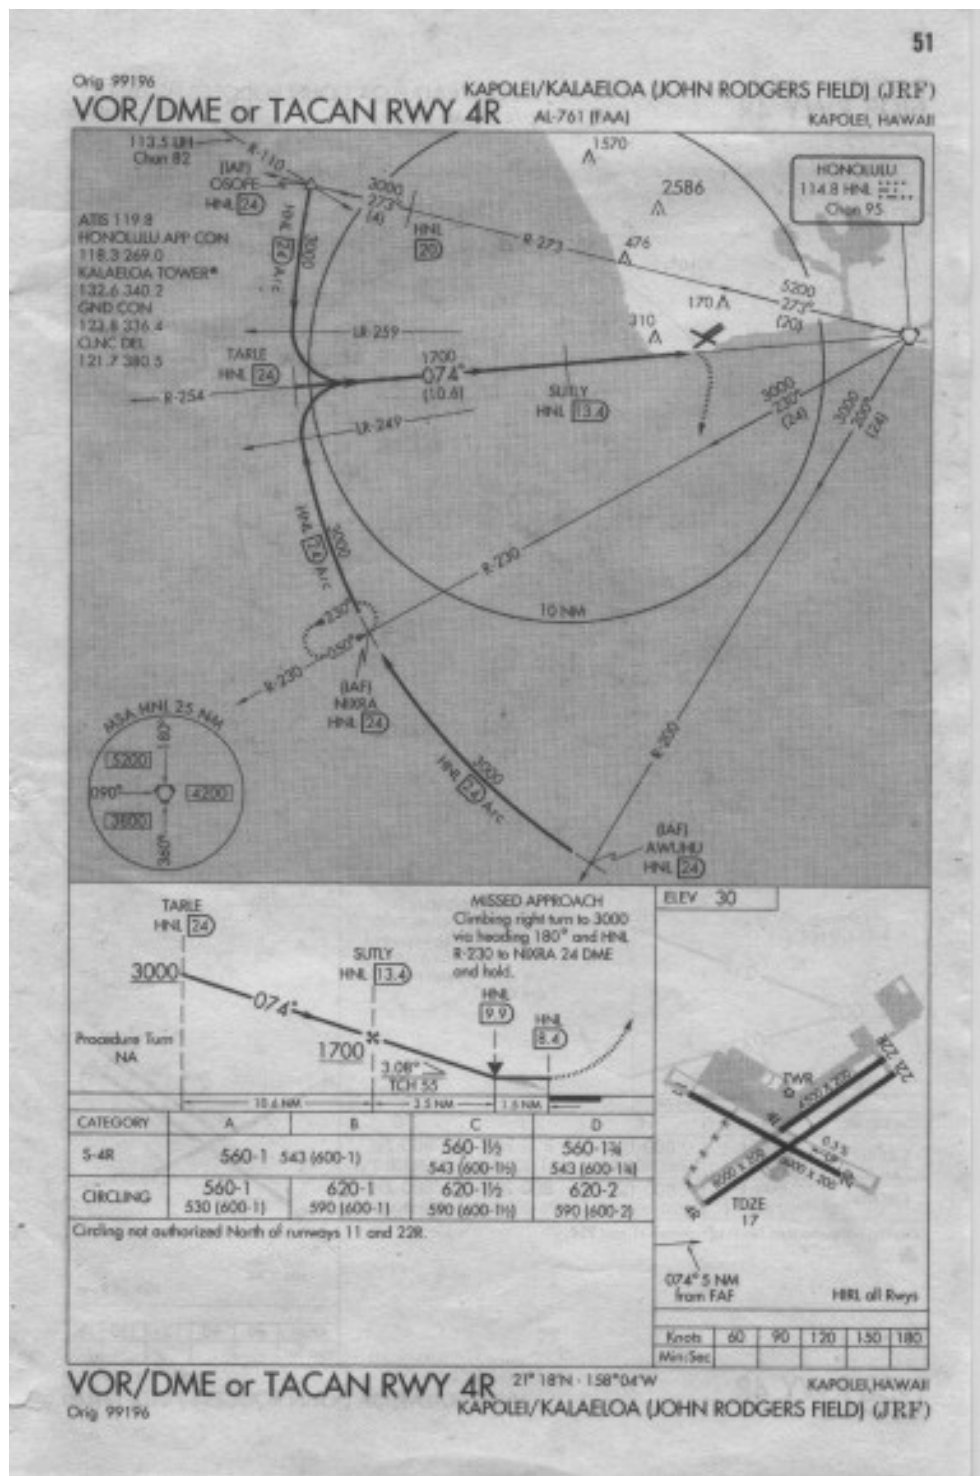 51
Orig 99196
KAPOLEI/KALAELOA (JOHN RODGERS FIELD) (JRF)
VOR/DME or TACAN RWY 4R
AL-761 (FAA)
KAPOLEI, HAWAII
113.5 LIH
Chan 82
R-110
(IAF)
OSOFE
HNL 24
3000
273°
(4)
HNL
20
1570
2586
HONOLULU
114.8 HNL
Chan 95
ATIS 119.8
HONOLULU APP CON
118.3 269.0
KALAELOA TOWER*
132.6 340.2
GND CON
123.8 336.4
CLNC DEL
121.7 380.5
HNL 24 Arc
3000
R-273
476
5200
273°
(20)
170
310
LR-259
TARLE
HNL 24
1700
074°
(10.6)
SUTLY
HNL 13.4
R-254
LR-249
3000
230°
(24)
3000
200°
(24)
HNL 24 Arc
3000
R-230
10 NM
230°
050°
R-230
(IAF)
NIXRA
HNL 24
R-200
MSA HNL 25 NM
180°
5200
090°
4200
3800
360°
3000
HNL 24 Arc
(IAF)
AWUHU
HNL 24
TARLE
HNL 24
3000
074°
Procedure Turn
NA
SUTLY
HNL 13.4
1700
3.08°
TCH 55
MISSED APPROACH
Climbing right turn to 3000
via heading 180° and HNL
R-230 to NIXRA 24 DME
and hold.
HNL
9.9
HNL
8.4
10.6 NM
3.5 NM
1.5 NM
ELEV 30
TWR
4500 X 200
8000 X 200
0.3%
UP
22L
22R
4L
4R
TDZE
17
074° 5 NM
from FAF
HIRL all Rwys
CATEGORY A B C D
S-4R 560-1 543 (600-1) 560-1½ 543 (600-1½) 560-1¾ 543 (600-1¾)
CIRCLING 560-1 530 (600-1) 620-1 590 (600-1) 620-1½ 590 (600-1½) 620-2 590 (600-2)
Circling not authorized North of runways 11 and 22R.
Knots 60 90 120 150 180
Min:Sec
VOR/DME or TACAN RWY 4R
21°18'N - 158°04'W
KAPOLEI, HAWAII
Orig 99196
KAPOLEI/KALAELOA (JOHN RODGERS FIELD) (JRF)